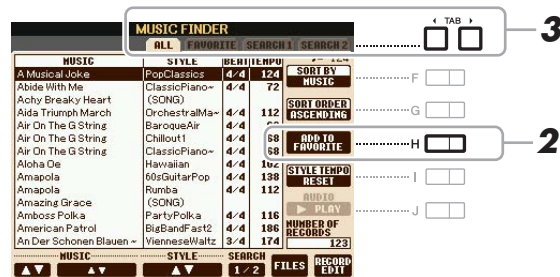 MUSIC FINDER
ALL FAVORITE SEARCH 1 SEARCH 2
TAB
3
MUSIC STYLE BEAT TEMPO 124
A Musical Joke PopClassics 4/4 124
Abide With Me ClassicPiano~ 4/4 72
Achy Breaky Heart (SONG)
Aida Triumph March OrchestralMa~ 4/4 112
Air On The G String BaroqueAir 4/4
Air On The G String Chillout1 4/4 68
Air On The G String ClassicPiano~ 4/4 68
Aloha Oe Hawaiian 4/4 102
Amapola 60sGuitarPop 4/4 138
Amapola Rumba 4/4 112
Amazing Grace (SONG)
Amboss Polka PartyPolka 4/4 116
American Patrol BigBandFast2 4/4 186
An Der Schonen Blauen ~ VienneseWaltz 3/4 174
SORT BY
MUSIC
F
SORT ORDER
ASCENDING
G
ADD TO
FAVORITE
H
2
STYLE TEMPO
RESET
I
AUDIO
PLAY
J
NUMBER OF
RECORDS
123
MUSIC STYLE SEARCH
1/2
FILES
RECORD
EDIT